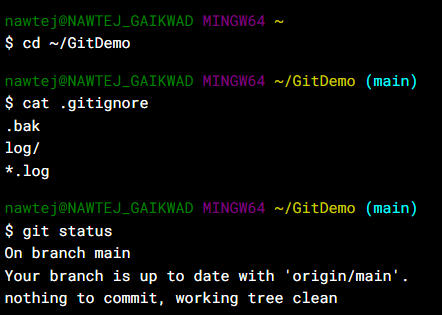 nawtej@NAWTEJ_GAIKWAD MINGW64 ~
$ cd ~/GitDemo
nawtej@NAWTEJ_GAIKWAD MINGW64 ~/GitDemo (main)
$ cat .gitignore
.bak
log/
*.log
nawtej@NAWTEJ_GAIKWAD MINGW64 ~/GitDemo (main)
$ git status
On branch main
Your branch is up to date with 'origin/main'.
nothing to commit, working tree clean